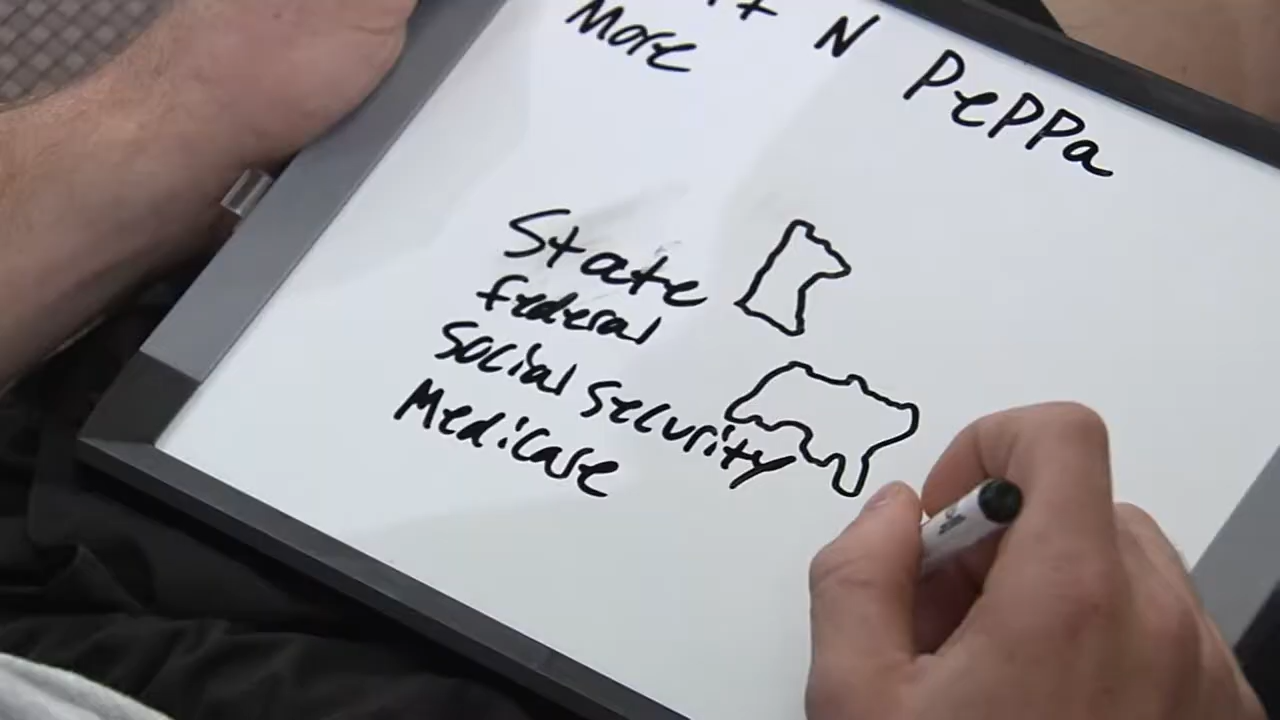 N Peppa
More
State
federal
Social Security
Medicare